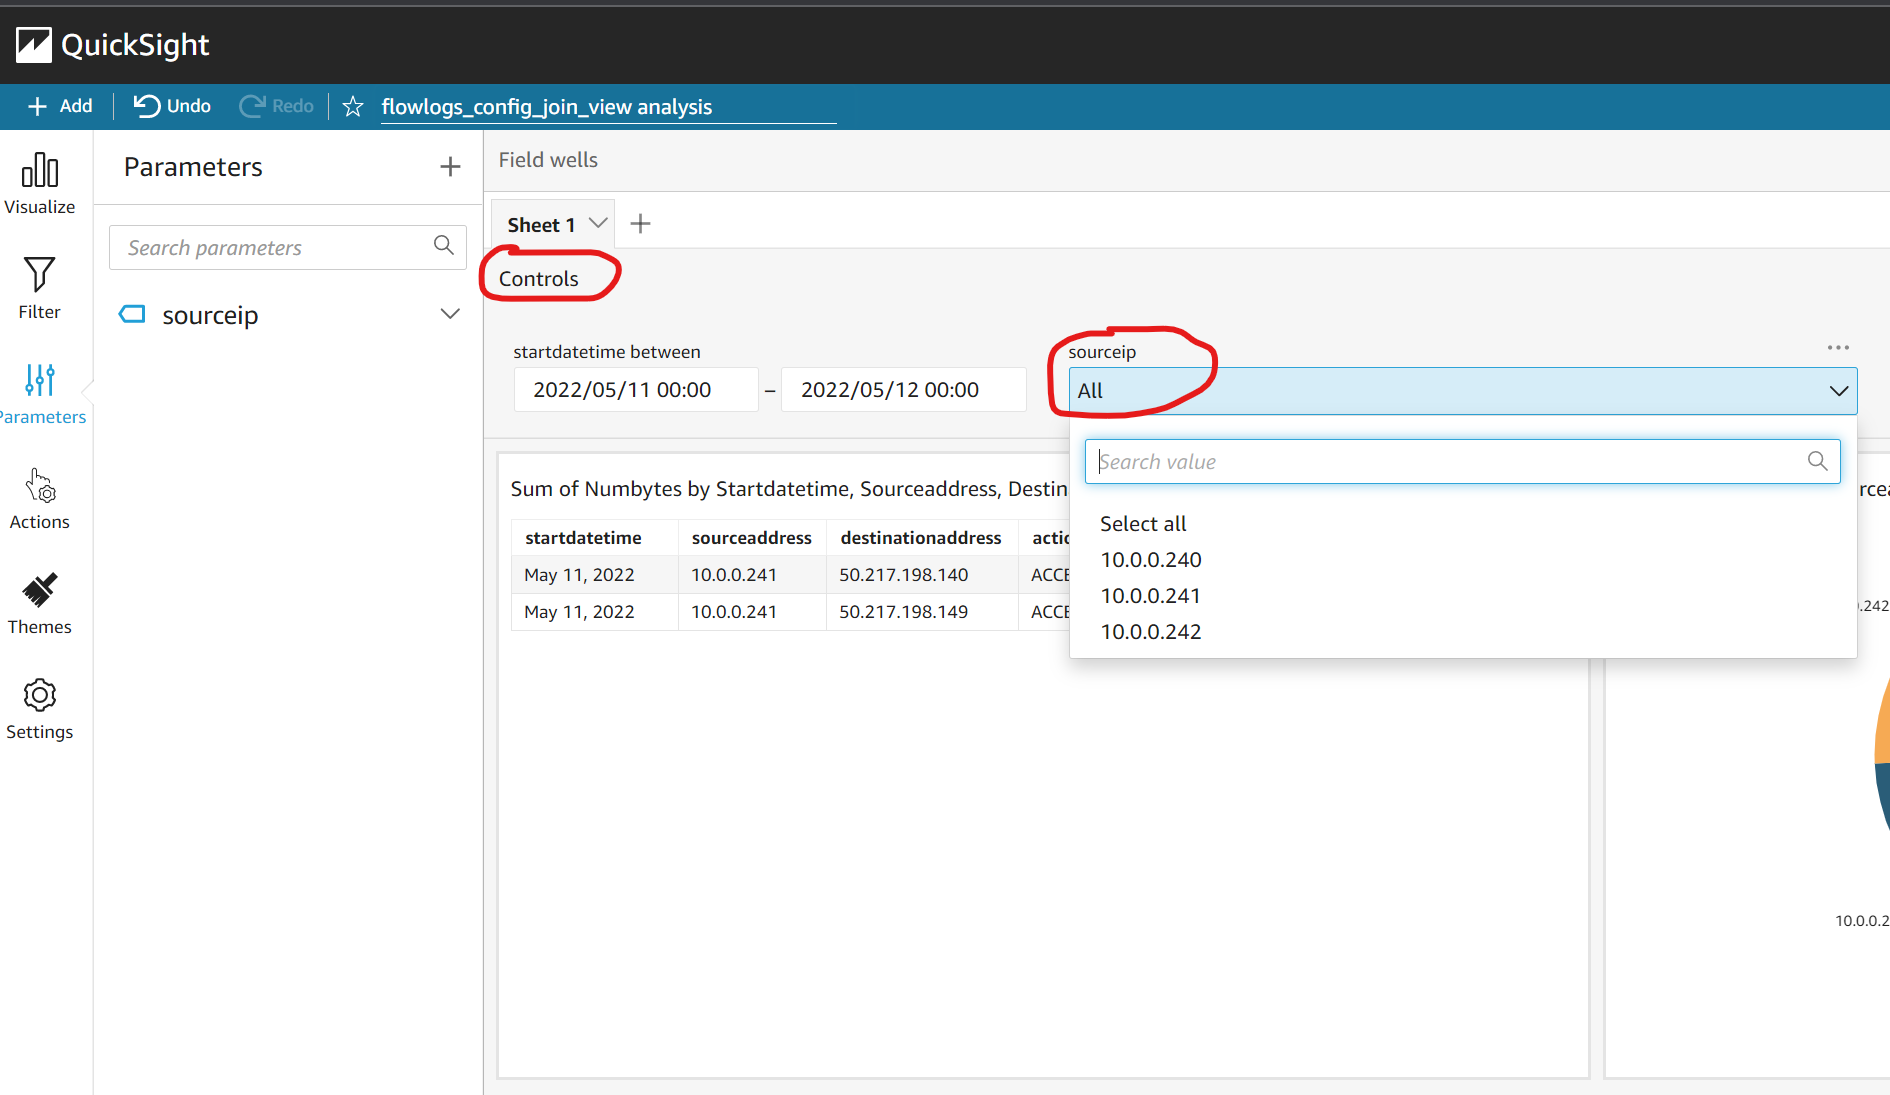 QuickSight
Add Undo Redo flowlogs_config_join_view analysis
Visualize
Filter
Parameters
Actions
Themes
Settings
Parameters
Search parameters
sourceip
Field wells
Sheet 1
Controls
startdatetime between
2022/05/11 00:00 – 2022/05/12 00:00
sourceip
All
Search value
Select all
10.0.0.240
10.0.0.241
10.0.0.242
Sum of Numbytes by Startdatetime, Sourceaddress, Destin
startdatetime sourceaddress destinationaddress actio
May 11, 2022 10.0.0.241 50.217.198.140 ACCE
May 11, 2022 10.0.0.241 50.217.198.149 ACCE
rcea
.242
10.0.0.2